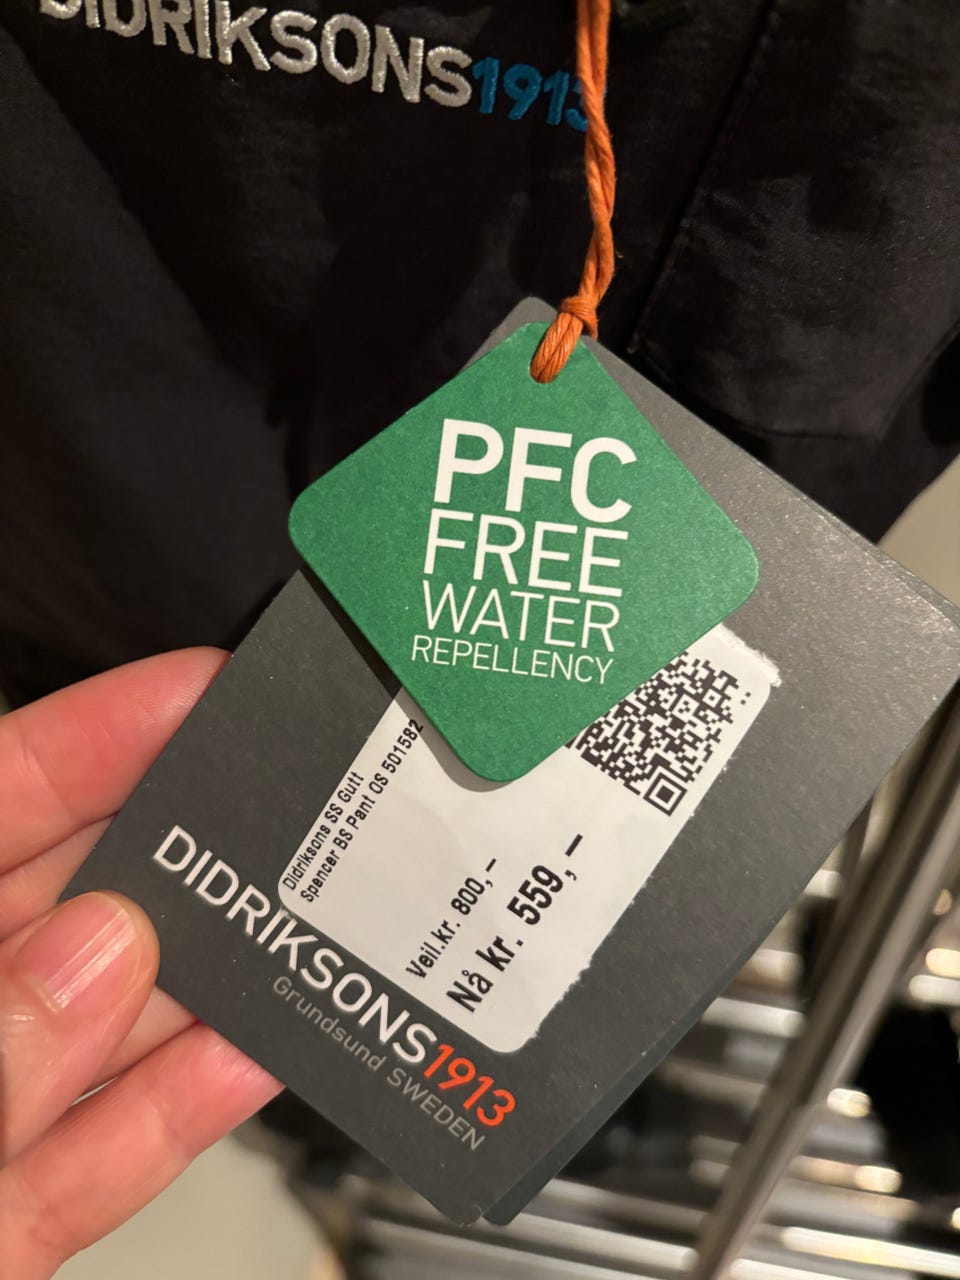 DIDRIKSONS1913
PFC
FREE
WATER
REPELLENCY
Didriksons SS Gutt
Spencer BS Pant OS 501582
Veil.kr. 800,-
Nå kr. 559,-
DIDRIKSONS1913
Grundsund SWEDEN